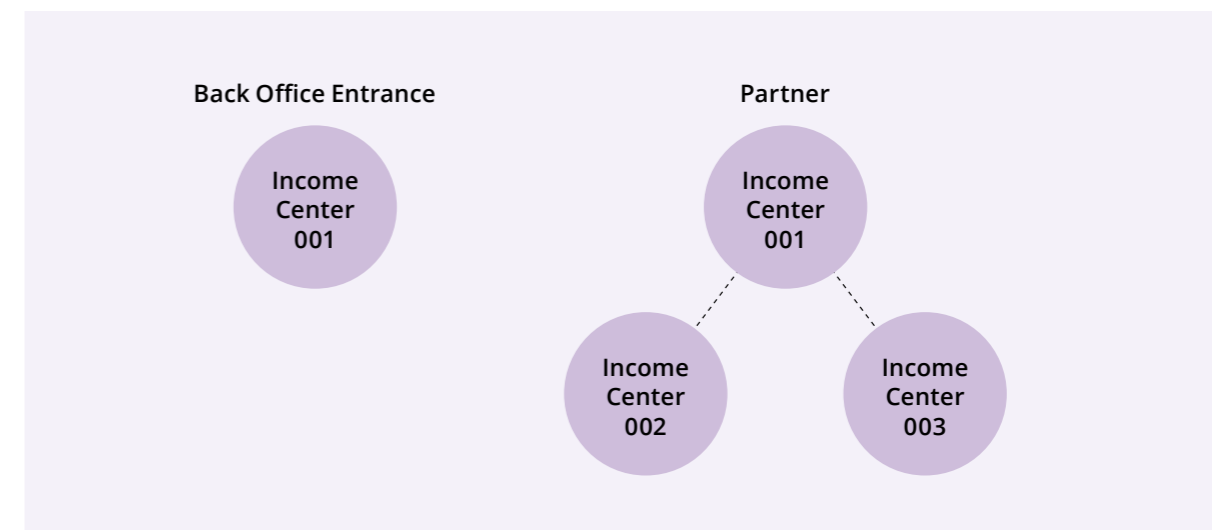 Back Office Entrance
Income
Center
001
Partner
Income
Center
001
Income
Center
002
Income
Center
003